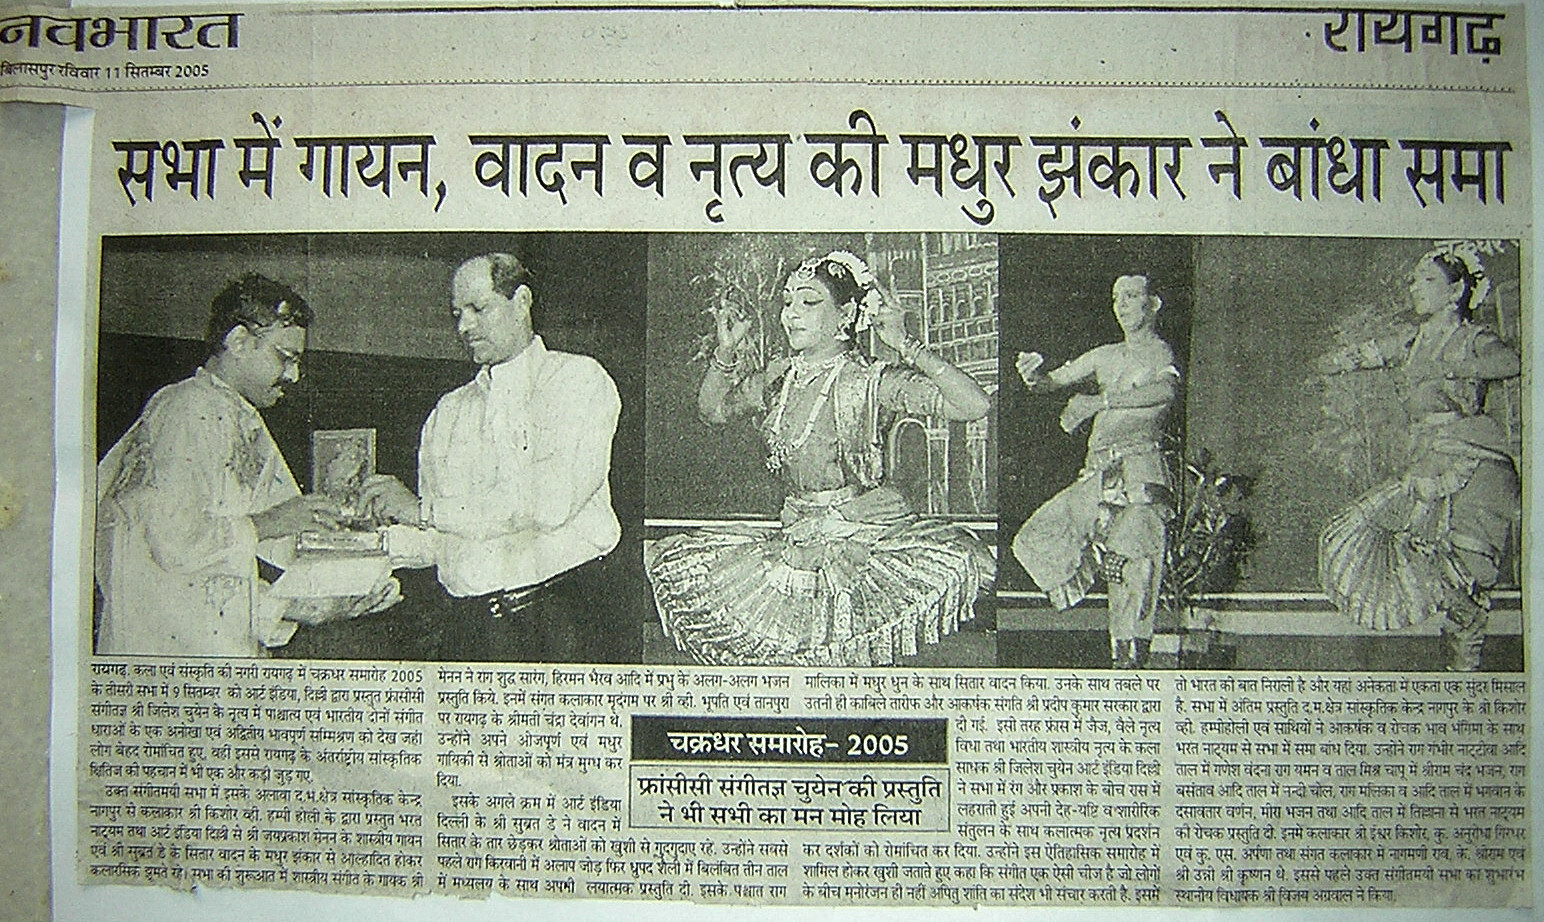 नवभारत
बिलासपुर रविवार 11 सितम्बर 2005
रायगढ़
सभा में गायन, वादन व नृत्य की मधुर झंकार ने बांधा समा
रायगढ़. कला एवं संस्कृति की नगरी रायगढ़ में चक्रधर समारोह 2005
के तीसरी सभा में 9 सितम्बर को आर्ट इंडिया, दिल्ली द्वारा प्रस्तुत फ्रांसीसी
संगीतज्ञ श्री जिलेश चुयेन के नृत्य में पाश्चात्य एवं भारतीय दोनों संगीत
धाराओं के एक अनोखा एवं अद्वितीय भावपूर्ण सम्मिश्रण को देख जहां
लोग बेहद रोमांचित हुए, वहीं इससे रायगढ़ के अंतर्राष्ट्रीय सांस्कृतिक
क्षितिज की पहचान में भी एक और कड़ी जुड़ गए.
उक्त संगीतमयी सभा में इसके अलावा द.म.क्षेत्र सांस्कृतिक केन्द्र
नागपुर से कलाकार श्री किशोर व्ही. हम्पी होली के द्वारा प्रस्तुत भरत
नाट्यम तथा आर्ट इंडिया दिल्ली से श्री जयप्रकाश मेनन के शास्त्रीय गायन
एवं श्री सुब्रत डे के सितार वादन के मधुर झंकार से आल्हादित होकर
कलारसिक झूमते रहे। सभा की शुरूआत में शास्त्रीय संगीत के गायक श्री
मेनन ने राग शुद्ध सारंग, हिरमन भैरव आदि में प्रभु के अलग-अलग भजन
प्रस्तुति किये. इनमें संगत कलाकार मृदंगम पर श्री व्ही. भूपति एवं तानपुरा
पर रायगढ़ के श्रीमती चंद्रा देवांगन थे.
उन्होंने अपने ओजपूर्ण एवं मधुर
गायिकी से श्रोताओं को मंत्र मुग्ध कर
दिया.
इसके अगले क्रम में आर्ट इंडिया
दिल्ली के श्री सुब्रत डे ने वादन में
सितार के तार छेड़कर श्रोताओं को खुशी से गुदगुदाए रहे. उन्होंने सबसे
पहले राग किरवानी में अलाप जोड़ फिर ध्रुपद शैली में बिलंबित तीन ताल
में मध्यलय के साथ अपभी लयात्मक प्रस्तुति दी. इसके पश्चात राग
चक्रधर समारोह- 2005
फ्रांसीसी संगीतज्ञ चुयेन की प्रस्तुति
ने भी सभी का मन मोह लिया
मालिका में मधुर धुन के साथ सितार वादन किया. उनके साथ तबले पर
उतनी ही काबिले तारीफ और आकर्षक संगति श्री प्रदीप कुमार सरकार द्वारा
दी गई. इसी तरह फ्रांस में जैज, वैले नृत्य
विधा तथा भारतीय शास्त्रीय नृत्य के कला
साधक श्री जिलेश चुयेन आर्ट इंडिया दिल्ली
ने सभा में रंग और प्रकाश के बीच रास में
लहराती हुई अपनी देह-यष्टि व शारीरिक
संतुलन के साथ कलात्मक नृत्य प्रदर्शन
कर दर्शकों को रोमांचित कर दिया. उन्होंने इस ऐतिहासिक समारोह में
शामिल होकर खुशी जताते हुए कहा कि संगीत एक ऐसी चीज है जो लोगों
के बीच मनोरंजन ही नहीं अपितु शांति का संदेश भी संचार करती है. इसमें
तो भारत की बात निराली है और यहां अनेकता में एकता एक सुंदर मिसाल
है. सभा में अंतिम प्रस्तुति द.म.क्षेत्र सांस्कृतिक केन्द्र नागपुर के श्री किशोर
व्ही. हम्पीहोली एवं साथियों ने आकर्षक व रोचक भाव भंगिमा के साथ
भरत नाट्यम से सभा में समा बांध दिया. उन्होंने राग गंभीर नाट्टीवा आदि
ताल में गणेश वंदना राग यमन व ताल मिश्र चापू में श्रीराम चंद्र भजन, राग
बसंताव आदि ताल में नन्दी चोल, राग मल्लिका व आदि ताल में भगवान के
दसावतार वर्णन, मीरा भजन तथा आदि ताल में तिल्लाना से भरत नाट्यम
की रोचक प्रस्तुति दी. इनमें कलाकार श्री ईश्वर किशोर, कु. अनुराधा गिरधर
एवं कु. एस. अर्पणा तथा संगत कलाकार में नागमणी राव, के. श्रीराम एवं
श्री उन्नी श्री कृष्णन थे. इससे पहले उक्त संगीतमयी सभा का शुभारंभ
स्थानीय विधायक श्री विजय अग्रवाल ने किया.